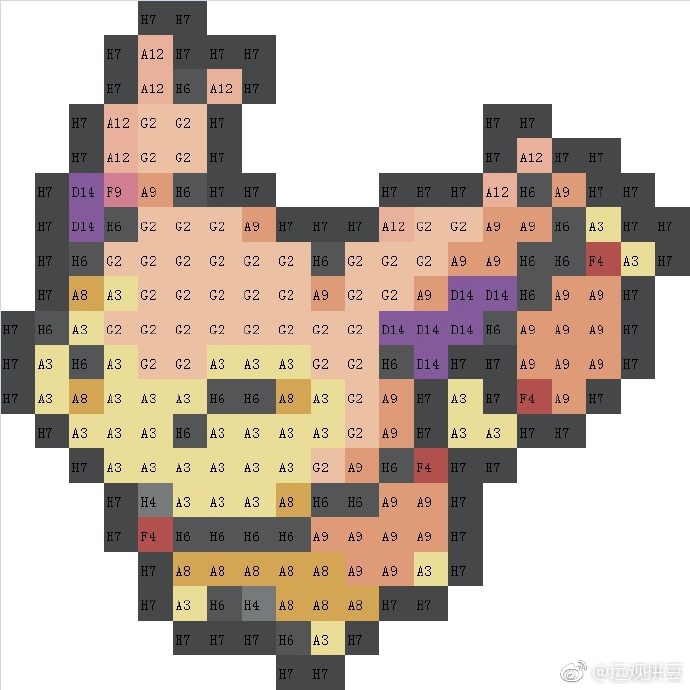 H7 H7
H7 A12 H7 H7 H7
H7 A12 H6 A12 H7
H7 A12 G2 G2 H7 H7 H7
H7 A12 G2 G2 H7 H7 A12 H7 H7
H7 D14 F9 A9 H6 H7 H7 H7 H7 H7 A12 H6 A9 H7 H7
H7 D14 H6 G2 G2 G2 A9 H7 H7 H7 A12 G2 G2 A9 A9 H6 A3 H7 H7
H7 H6 G2 G2 G2 G2 G2 G2 H6 G2 G2 G2 A9 A9 H6 H6 F4 A3 H7
H7 A8 A3 G2 G2 G2 G2 G2 A9 G2 G2 A9 D14 D14 H6 A9 A9 H7
H7 H6 A3 G2 G2 G2 G2 G2 G2 G2 G2 D14 D14 D14 H6 A9 A9 A9 H7
H7 A3 H6 A3 G2 G2 A3 A3 A3 G2 G2 H6 D14 H7 H7 A9 A9 A9 H7
H7 A3 A8 A3 A3 A3 H6 H6 A8 A3 G2 A9 H7 A3 H7 F4 A9 H7
H7 A3 A3 A3 H6 A3 A3 A3 A3 G2 A9 H7 A3 A3 H7 H7
H7 A3 A3 A3 A3 A3 A3 G2 A9 H6 F4 H7 H7
H7 H4 A3 A3 A3 A8 H6 H6 A9 A9 H7
H7 F4 H6 H6 H6 H6 A9 A9 A9 A9 H7
H7 A8 A8 A8 A8 A8 A9 A9 A3 H7
H7 A3 H6 H4 A8 A8 A8 H7 H7
H7 H7 H7 H6 A3 H7
H7 H7
@伍观拼豆